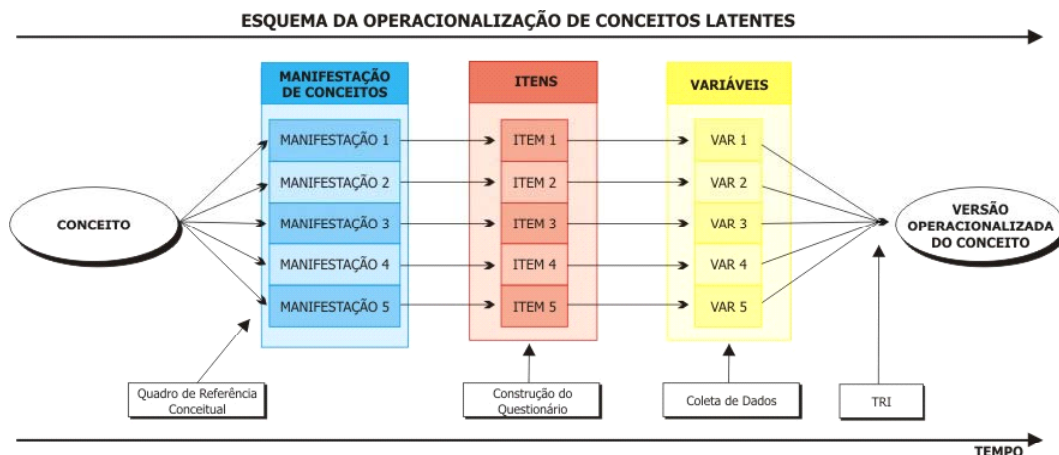 ESQUEMA DA OPERACIONALIZAÇÃO DE CONCEITOS LATENTES
MANIFESTAÇÃO
DE CONCEITOS
ITENS
VARIÁVEIS
MANIFESTAÇÃO 1
ITEM 1
VAR 1
MANIFESTAÇÃO 2
ITEM 2
VAR 2
CONCEITO
MANIFESTAÇÃO 3
ITEM 3
VAR 3
VERSÃO
OPERACIONALIZADA
DO CONCEITO
MANIFESTAÇÃO 4
ITEM 4
VAR 4
MANIFESTAÇÃO 5
ITEM 5
VAR 5
Quadro de Referência
Conceitual
Construção do
Questionário
Coleta de Dados
TRI
TEMPO